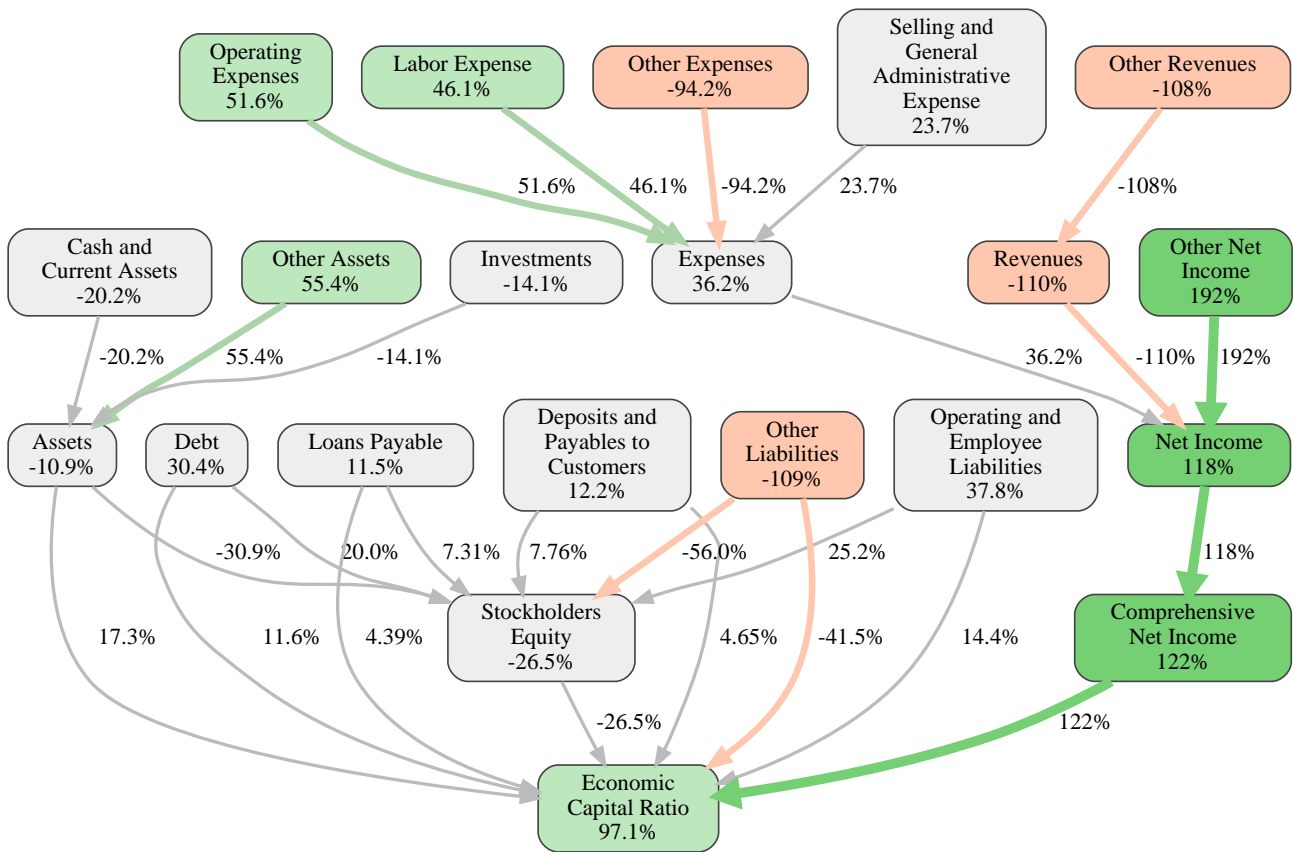 Operating
Expenses
51.6%
Labor Expense
46.1%
Other Expenses
-94.2%
Selling and
General
Administrative
Expense
23.7%
Other Revenues
-108%
51.6%
46.1%
-94.2%
23.7%
-108%
Cash and
Current Assets
-20.2%
Other Assets
55.4%
Investments
-14.1%
Expenses
36.2%
Revenues
-110%
Other Net
Income
192%
-20.2%
55.4%
-14.1%
36.2%
-110%
192%
Assets
-10.9%
Debt
30.4%
Loans Payable
11.5%
Deposits and
Payables to
Customers
12.2%
Other
Liabilities
-109%
Operating and
Employee
Liabilities
37.8%
Net Income
118%
-30.9%
20.0%
7.31%
7.76%
-56.0%
25.2%
118%
Stockholders
Equity
-26.5%
Comprehensive
Net Income
122%
17.3%
11.6%
4.39%
4.65%
-41.5%
14.4%
-26.5%
122%
Economic
Capital Ratio
97.1%